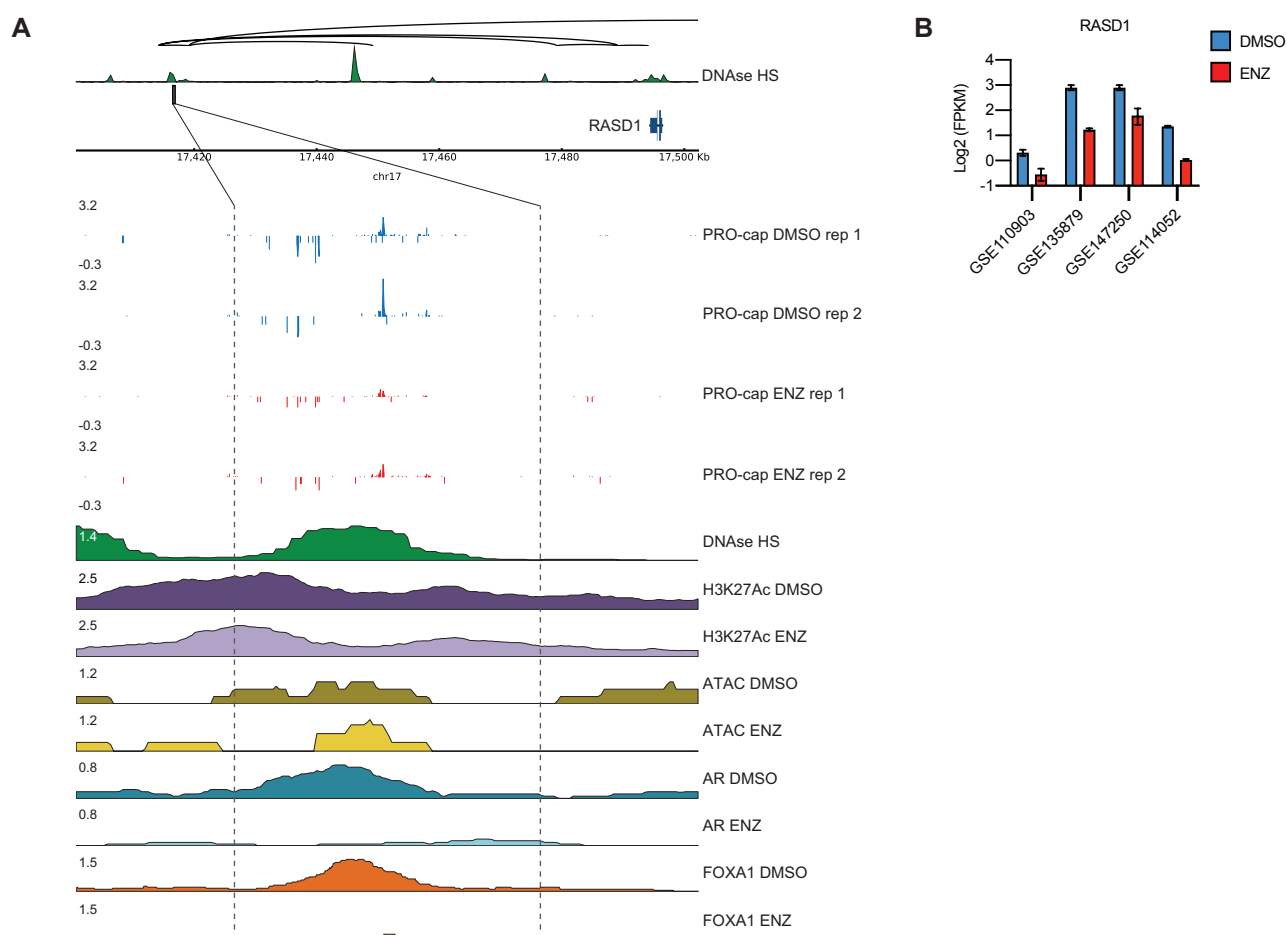 A
DNAse HS
RASD1
17,420 17,440 17,460 17,480 17,500 Kb
chr17
3.2
PRO-cap DMSO rep 1
-0.3
3.2
PRO-cap DMSO rep 2
-0.3
3.2
PRO-cap ENZ rep 1
-0.3
3.2
PRO-cap ENZ rep 2
-0.3
1.4
DNAse HS
2.5
H3K27Ac DMSO
2.5
H3K27Ac ENZ
1.2
ATAC DMSO
1.2
ATAC ENZ
0.8
AR DMSO
0.8
AR ENZ
1.5
FOXA1 DMSO
1.5
FOXA1 ENZ
B
RASD1
DMSO
ENZ
Log2 (FPKM)
4
3
2
1
0
-1
GSE110903
GSE135879
GSE147250
GSE114052